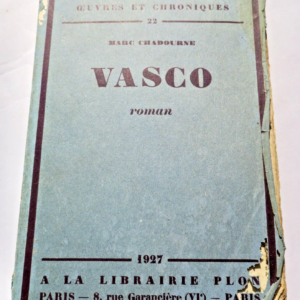 ŒUVRES ET CHRONIQUES
22
MARC CHADOURNE
VASCO
roman
1927
A LA LIBRAIRIE PLON
PARIS — 8, rue Garancière (VIᵉ) — PARIS